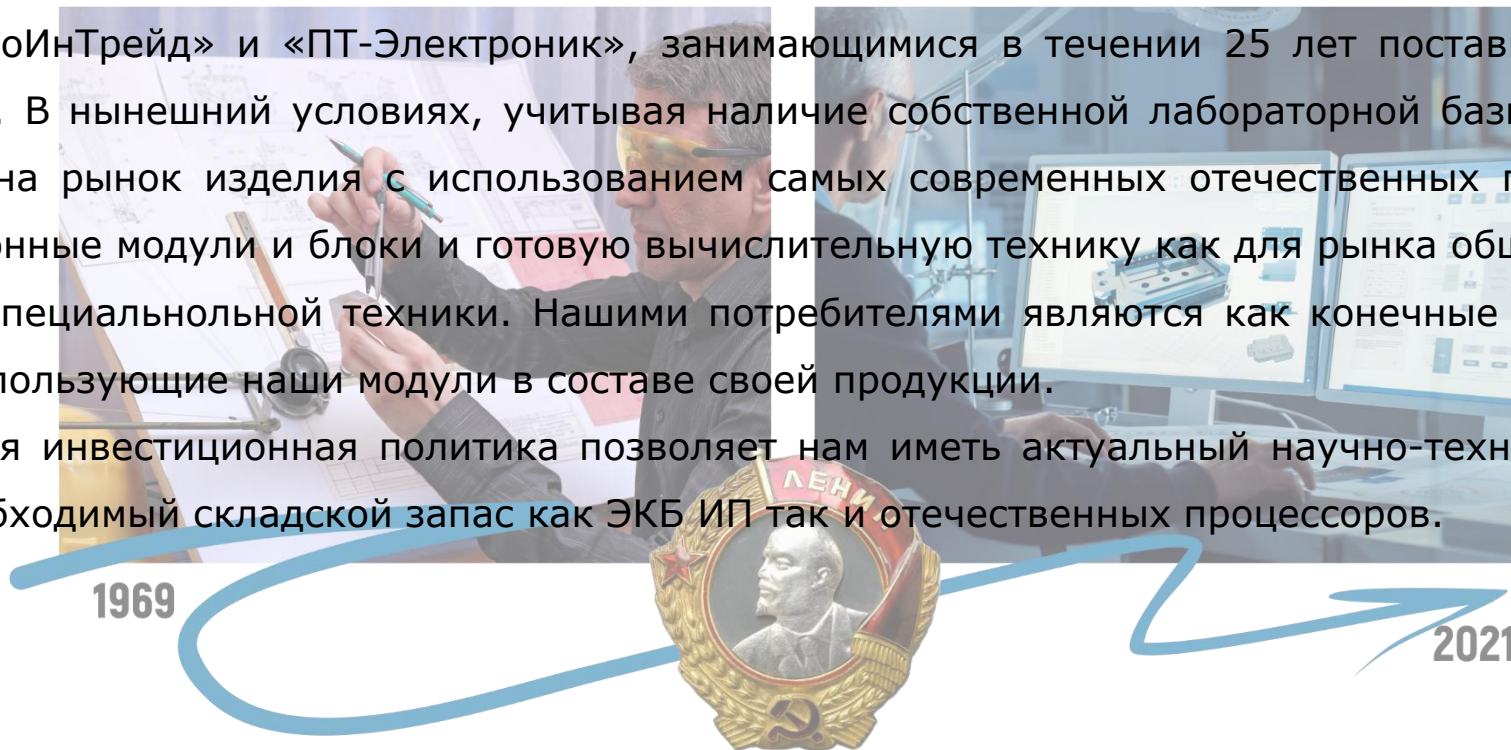 оИнТрейд» и «ПТ-Электроник», занимающимися в течении 25 лет постав
. В нынешний условиях, учитывая наличие собственной лабораторной баз
на рынок изделия с использованием самых современных отечественных п
онные модули и блоки и готовую вычислительную технику как для рынка общ
пециальнольной техники. Нашими потребителями являются как конечные
пользующие наши модули в составе своей продукции.
я инвестиционная политика позволяет нам иметь актуальный научно-техн
бходимый складской запас как ЭКБ ИП так и отечественных процессоров.
ЛЕНИН
1969
2021